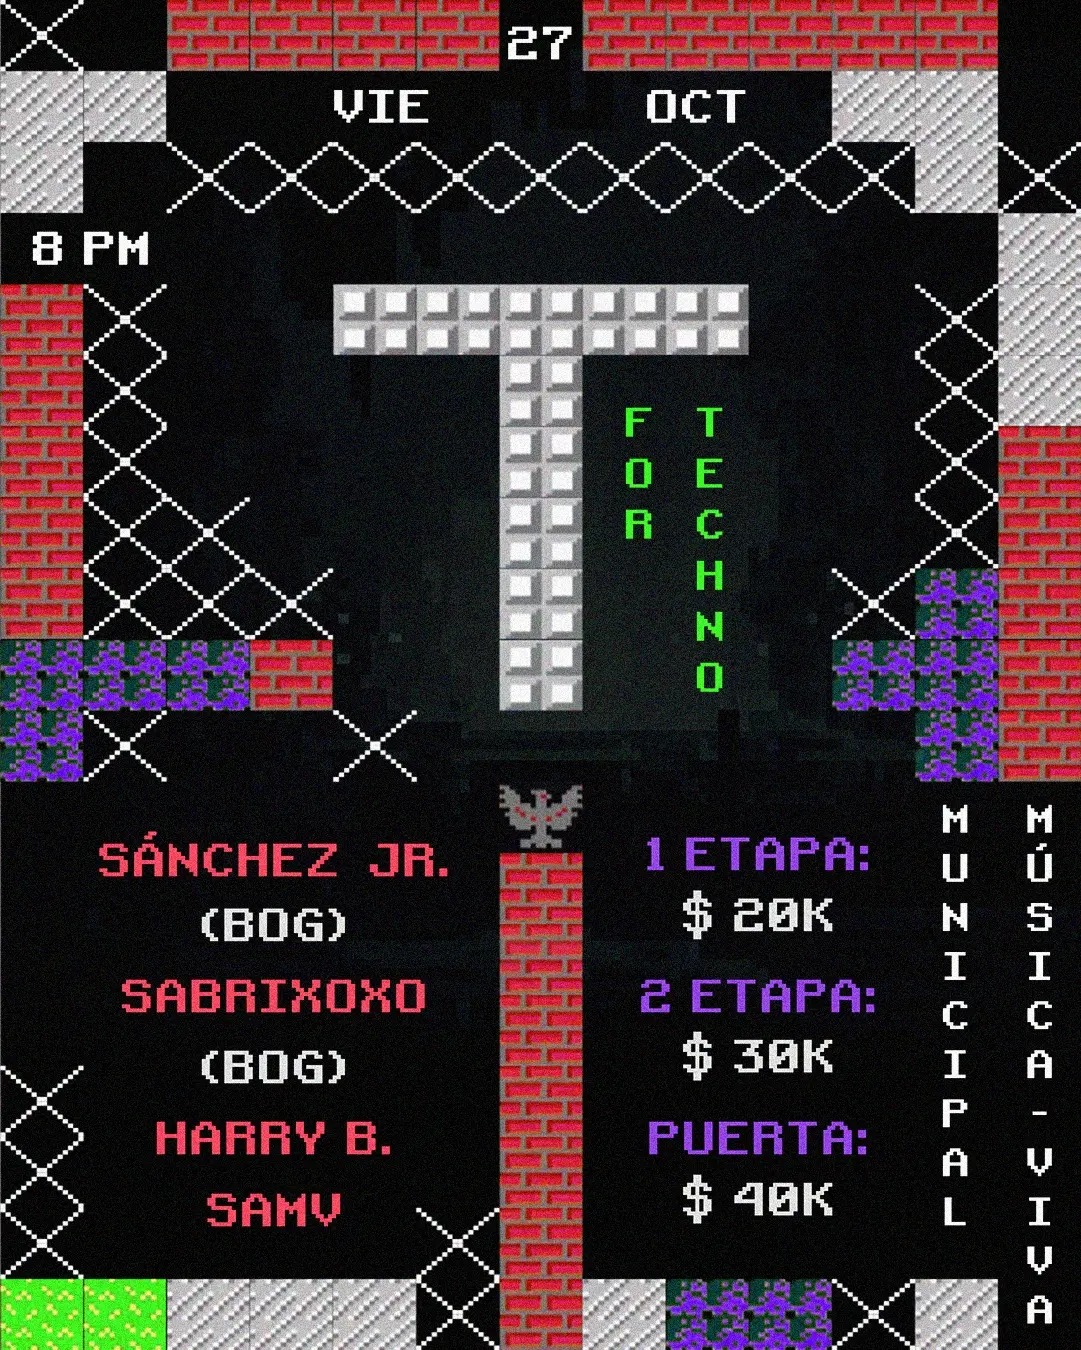 27
VIE OCT
8 PM
T
FOR
TECHNO
SÁNCHEZ JR.
(BOG)
SABRIXOXO
(BOG)
HARRY B.
SAMV
1 ETAPA:
$ 20K
2 ETAPA:
$ 30K
PUERTA:
$ 40K
MUNICIPAL
MÚSICA-VIVA